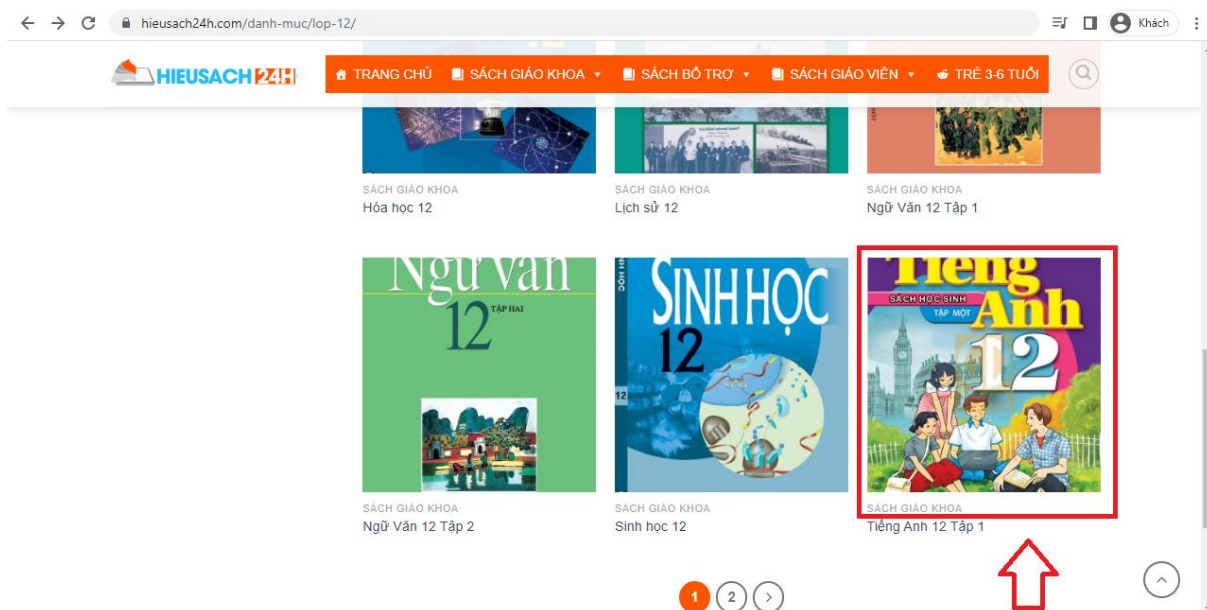 hieusach24h.com/danh-muc/lop-12/
Khách
HIEUSACH 24H
TRANG CHỦ SÁCH GIÁO KHOA SÁCH BỔ TRỢ SÁCH GIÁO VIÊN TRẺ 3-6 TUỔI
SÁCH GIÁO KHOA
Hóa học 12
SÁCH GIÁO KHOA
Lịch sử 12
SÁCH GIÁO KHOA
Ngữ Văn 12 Tập 1
Ngữ văn
12
TẬP HAI
SÁCH GIÁO KHOA
Ngữ Văn 12 Tập 2
SINH HỌC
12
12
SÁCH GIÁO KHOA
Sinh học 12
Tiếng
SÁCH HỌC SINH
TẬP MỘT
Anh
12
SÁCH GIÁO KHOA
Tiếng Anh 12 Tập 1
1 2